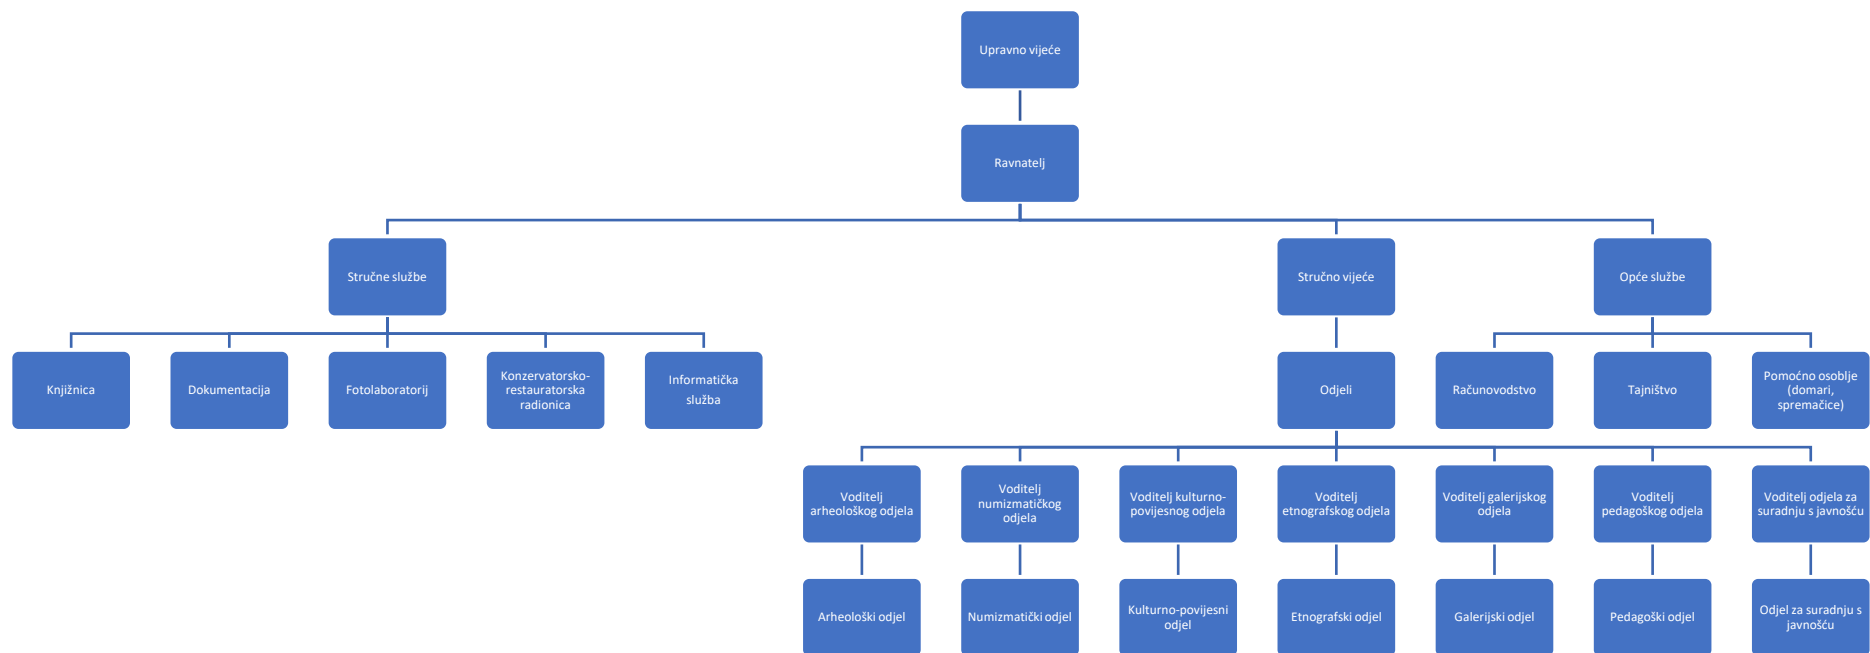 Upravno vijeće
Ravnatelj
Stručne službe
Stručno vijeće
Opće službe
Knjižnica
Dokumentacija
Fotolaboratorij
Konzervatorsko-
restauratorska
radionica
Informatička
služba
Odjeli
Računovodstvo
Tajništvo
Pomoćno osoblje
(domari,
spremačice)
Voditelj
arheološkog odjela
Voditelj
numizmatičkog
odjela
Voditelj kulturno-
povijesnog odjela
Voditelj
etnografskog odjela
Voditelj galerijskog
odjela
Voditelj
pedagoškog odjela
Voditelj odjela za
suradnju s javnošću
Arheološki odjel
Numizmatički odjel
Kulturno-povijesni
odjel
Etnografski odjel
Galerijski odjel
Pedagoški odjel
Odjel za suradnju s
javnošću